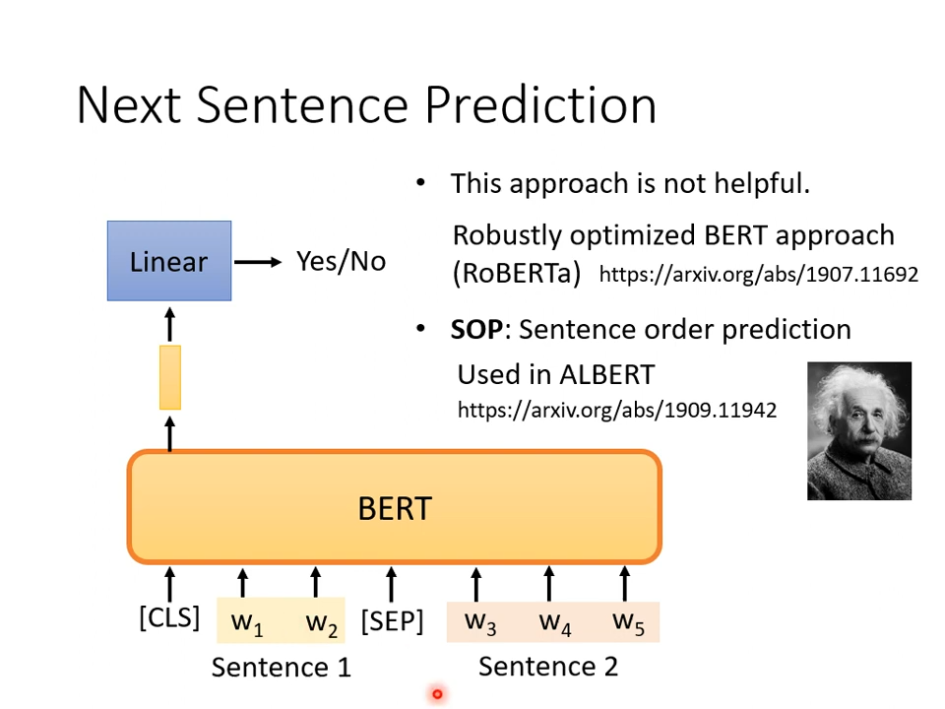 Next Sentence Prediction
• This approach is not helpful.
Robustly optimized BERT approach
(RoBERTa) https://arxiv.org/abs/1907.11692
• SOP: Sentence order prediction
Used in ALBERT
https://arxiv.org/abs/1909.11942
Linear
Yes/No
BERT
[CLS] w1 w2 [SEP] w3 w4 w5
Sentence 1 Sentence 2